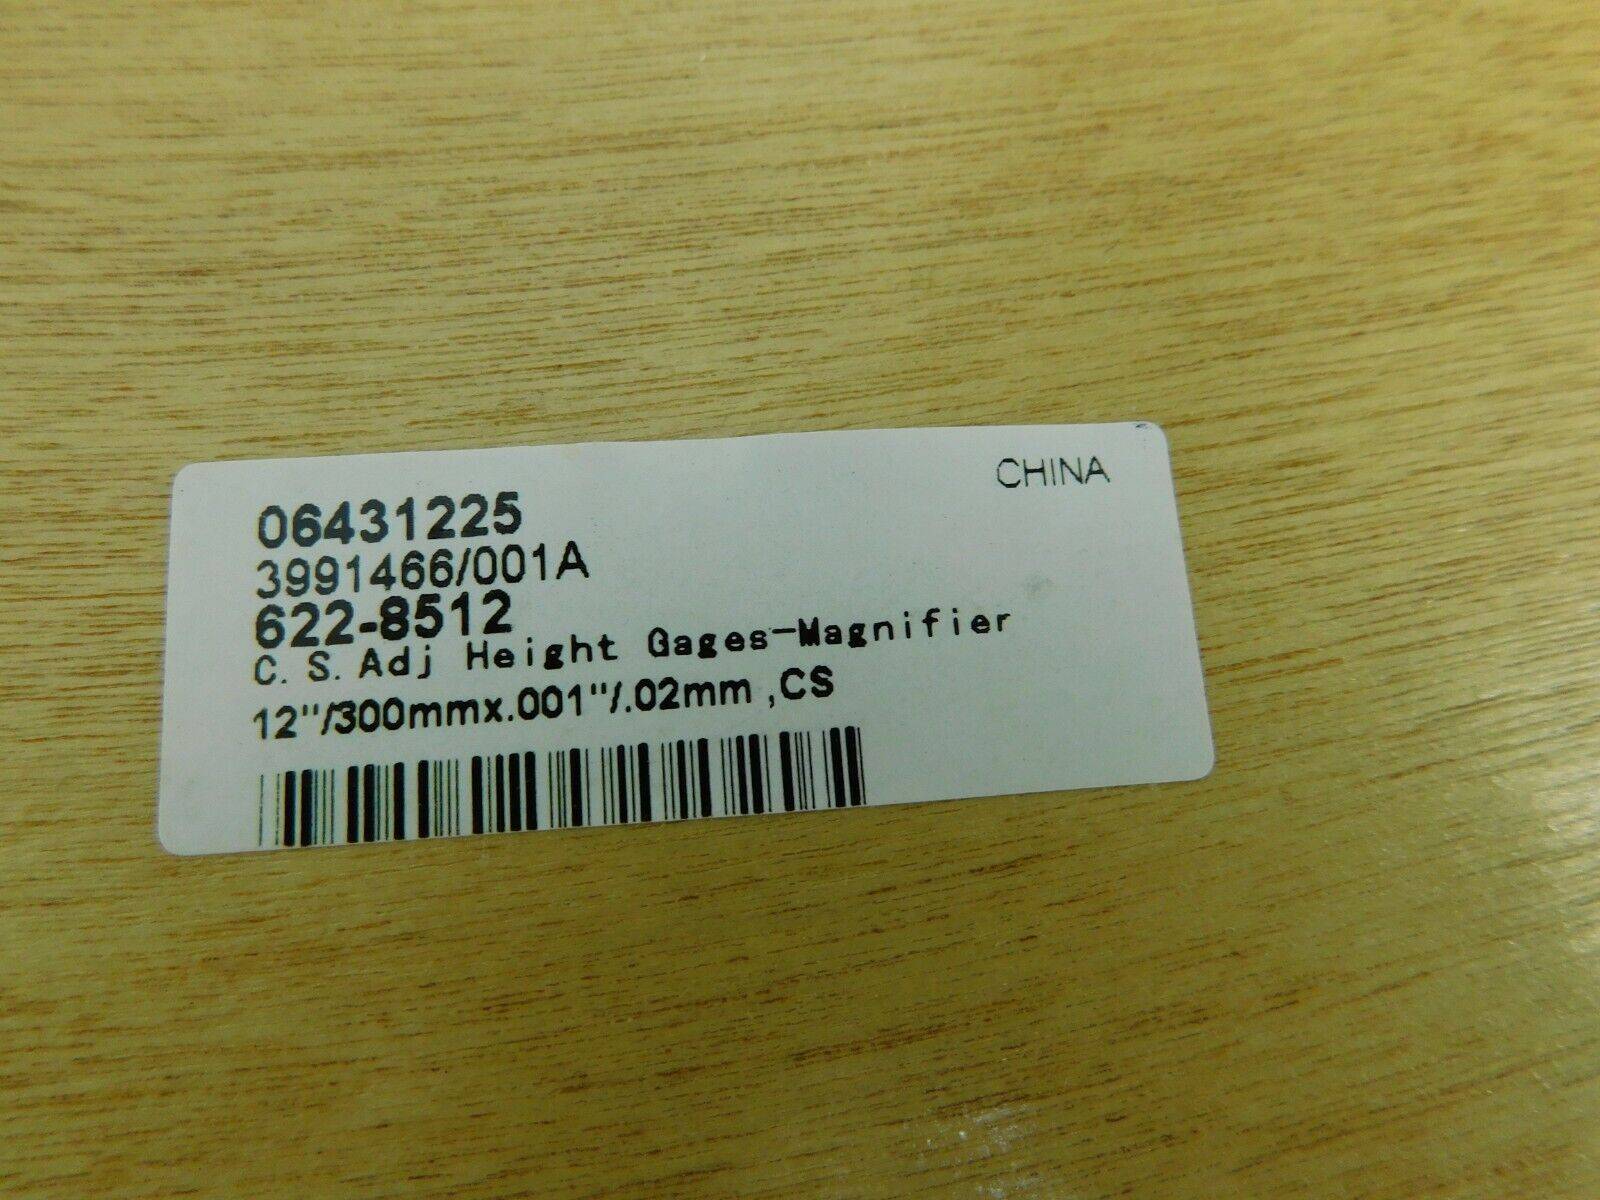 CHINA
06431225
3991466/001A
622-8512
C. S. Adj Height Gages-Magnifier
12"/300mmx.001"/.02mm ,CS